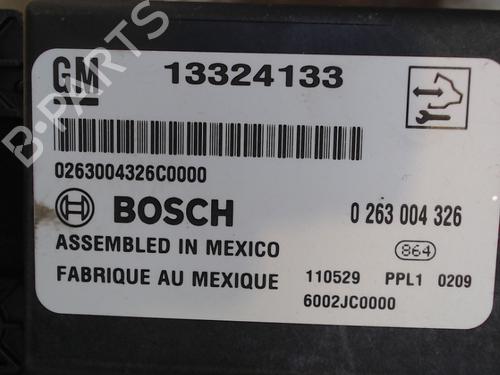 GM 13324133
0263004326C0000
BOSCH 0 263 004 326
ASSEMBLED IN MEXICO 864
FABRIQUE AU MEXIQUE 110529 PPL1 0209
6002JC0000
B-PARTS